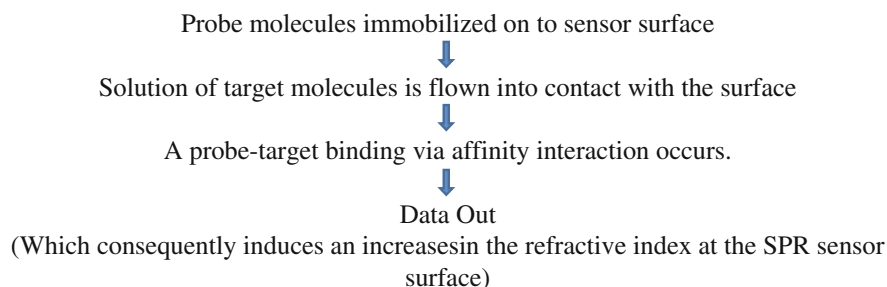 Probe molecules immobilized on to sensor surface
Solution of target molecules is flown into contact with the surface
A probe-target binding via affinity interaction occurs.
Data Out
(Which consequently induces an increasesin the refractive index at the SPR sensor
surface)